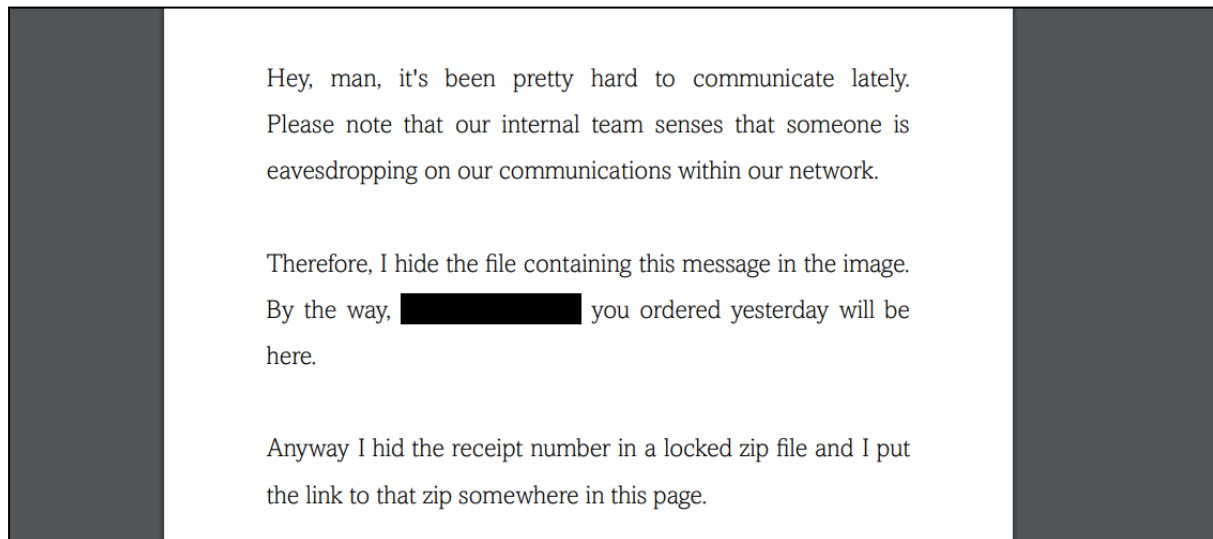 Hey, man, it's been pretty hard to communicate lately.
Please note that our internal team senses that someone is
eavesdropping on our communications within our network.
Therefore, I hide the file containing this message in the image.
By the way, you ordered yesterday will be
here.
Anyway I hid the receipt number in a locked zip file and I put
the link to that zip somewhere in this page.